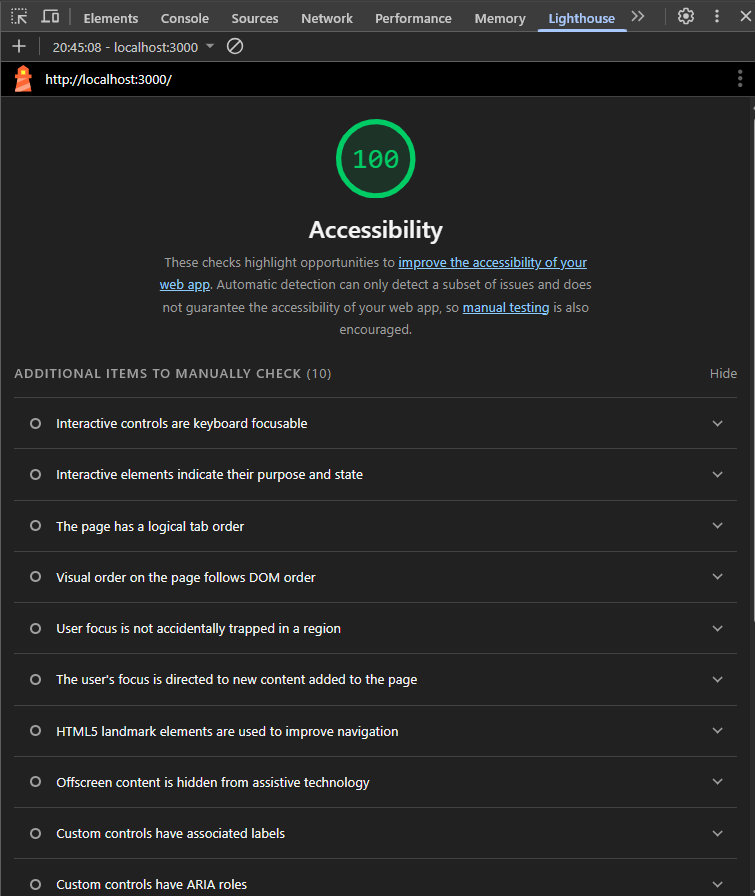 Elements Console Sources Network Performance Memory Lighthouse
20:45:08 - localhost:3000
http://localhost:3000/
100
Accessibility
These checks highlight opportunities to improve the accessibility of your
web app. Automatic detection can only detect a subset of issues and does
not guarantee the accessibility of your web app, so manual testing is also
encouraged.
ADDITIONAL ITEMS TO MANUALLY CHECK (10) Hide
Interactive controls are keyboard focusable
Interactive elements indicate their purpose and state
The page has a logical tab order
Visual order on the page follows DOM order
User focus is not accidentally trapped in a region
The user's focus is directed to new content added to the page
HTML5 landmark elements are used to improve navigation
Offscreen content is hidden from assistive technology
Custom controls have associated labels
Custom controls have ARIA roles